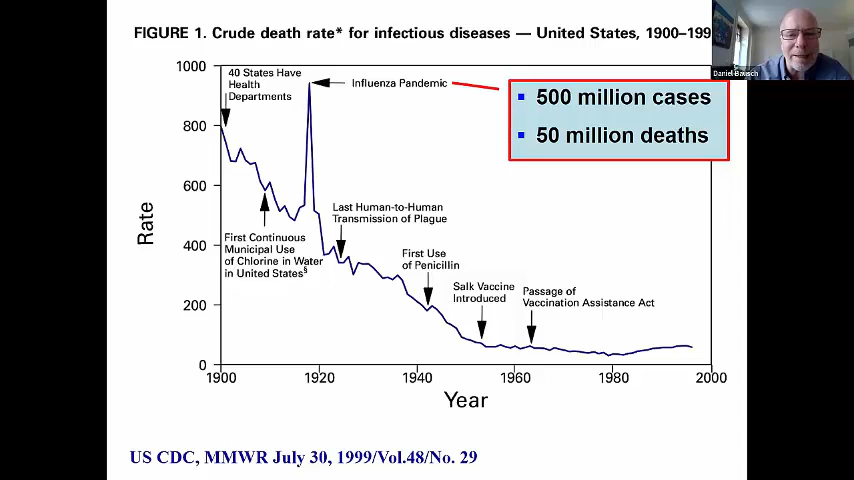 FIGURE 1. Crude death rate* for infectious diseases — United States, 1900–199
Daniel Bausch
1000
800
600
400
200
0
Rate
40 States Have
Health
Departments
Influenza Pandemic
▪ 500 million cases
▪ 50 million deaths
First Continuous
Municipal Use
of Chlorine in Water
in United States§
Last Human-to-Human
Transmission of Plague
First Use
of Penicillin
Salk Vaccine
Introduced
Passage of
Vaccination Assistance Act
1900 1920 1940 1960 1980 2000
Year
US CDC, MMWR July 30, 1999/Vol.48/No. 29